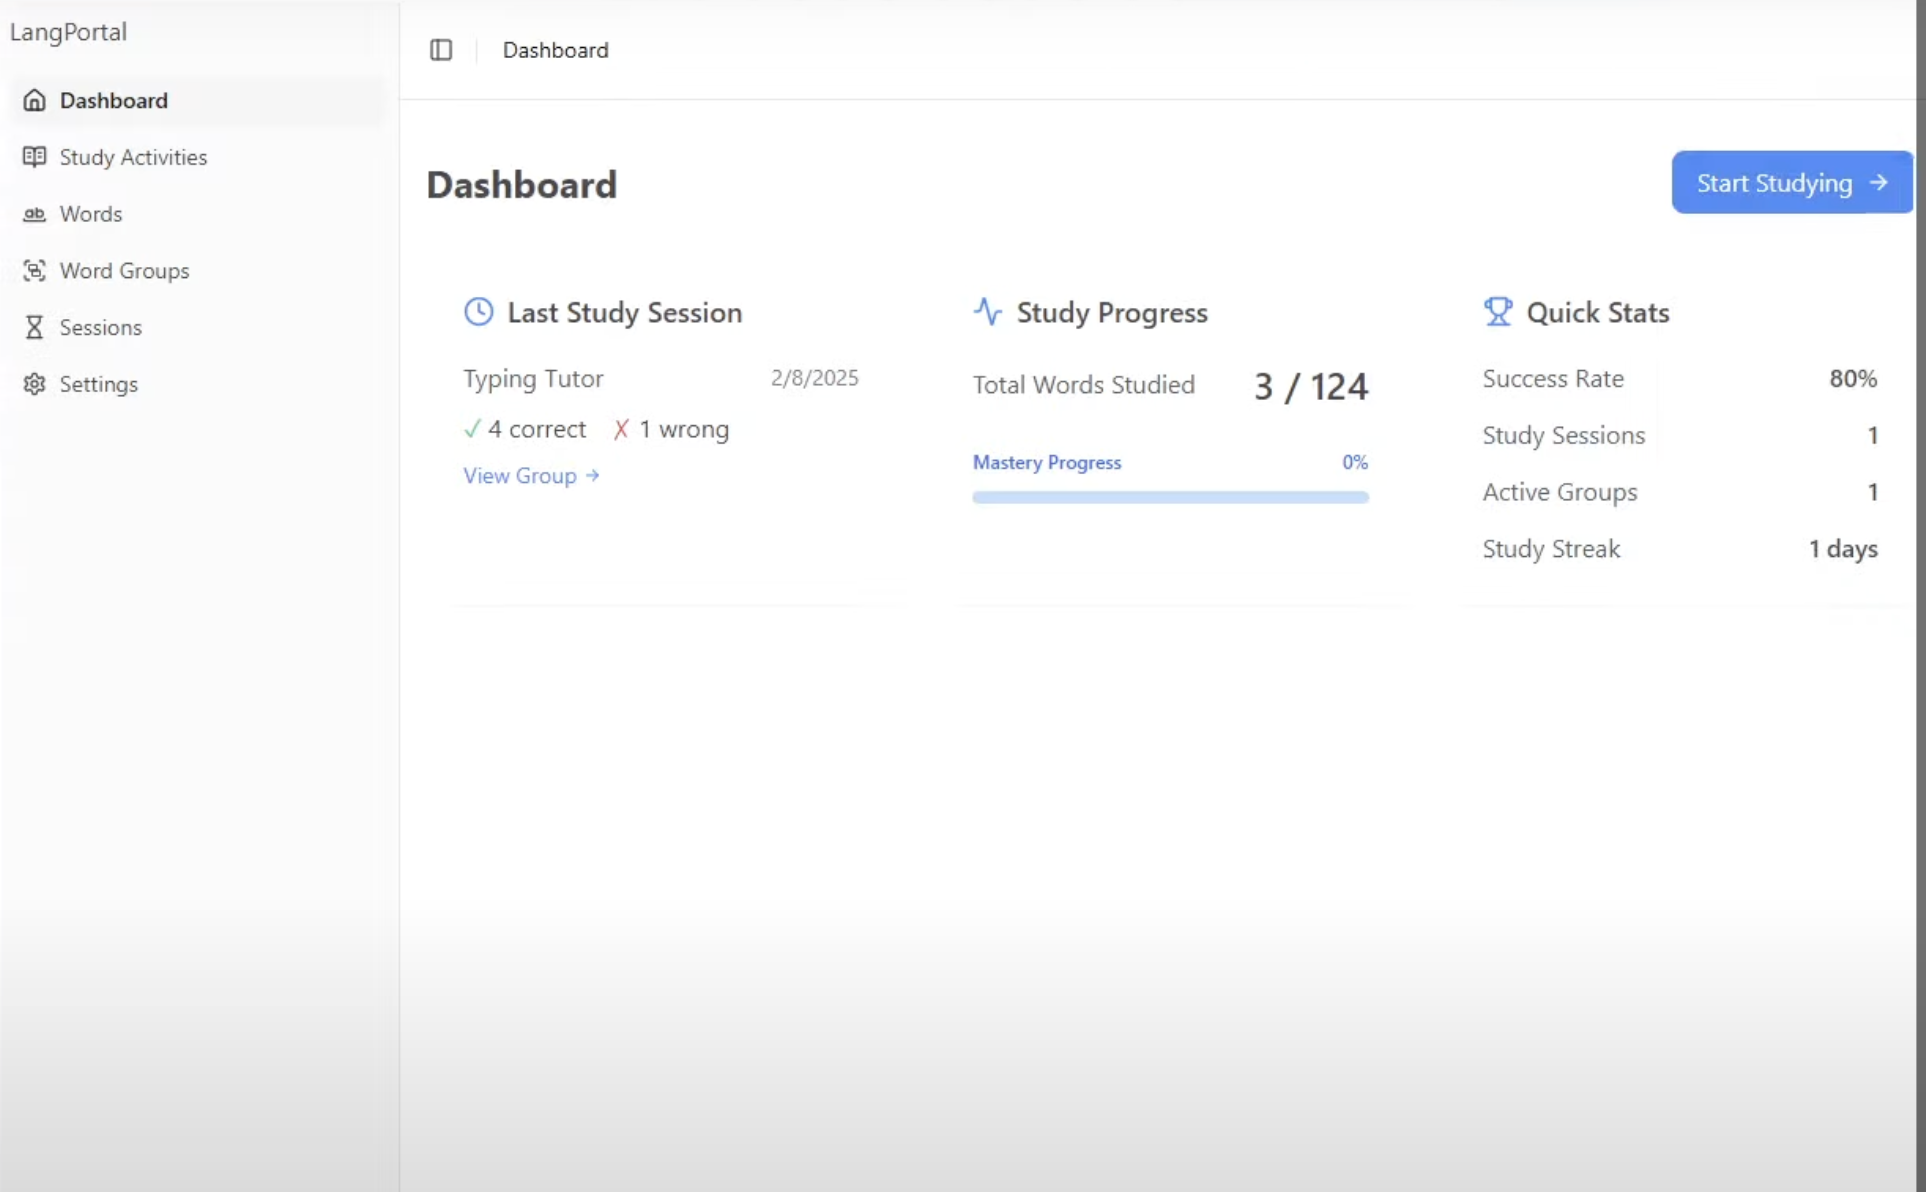 LangPortal
Dashboard
Study Activities
Words
Word Groups
Sessions
Settings
Dashboard
Dashboard
Start Studying →
Last Study Session
Typing Tutor 2/8/2025
✓ 4 correct ✗ 1 wrong
View Group →
Study Progress
Total Words Studied 3 / 124
Mastery Progress 0%
Quick Stats
Success Rate 80%
Study Sessions 1
Active Groups 1
Study Streak 1 days